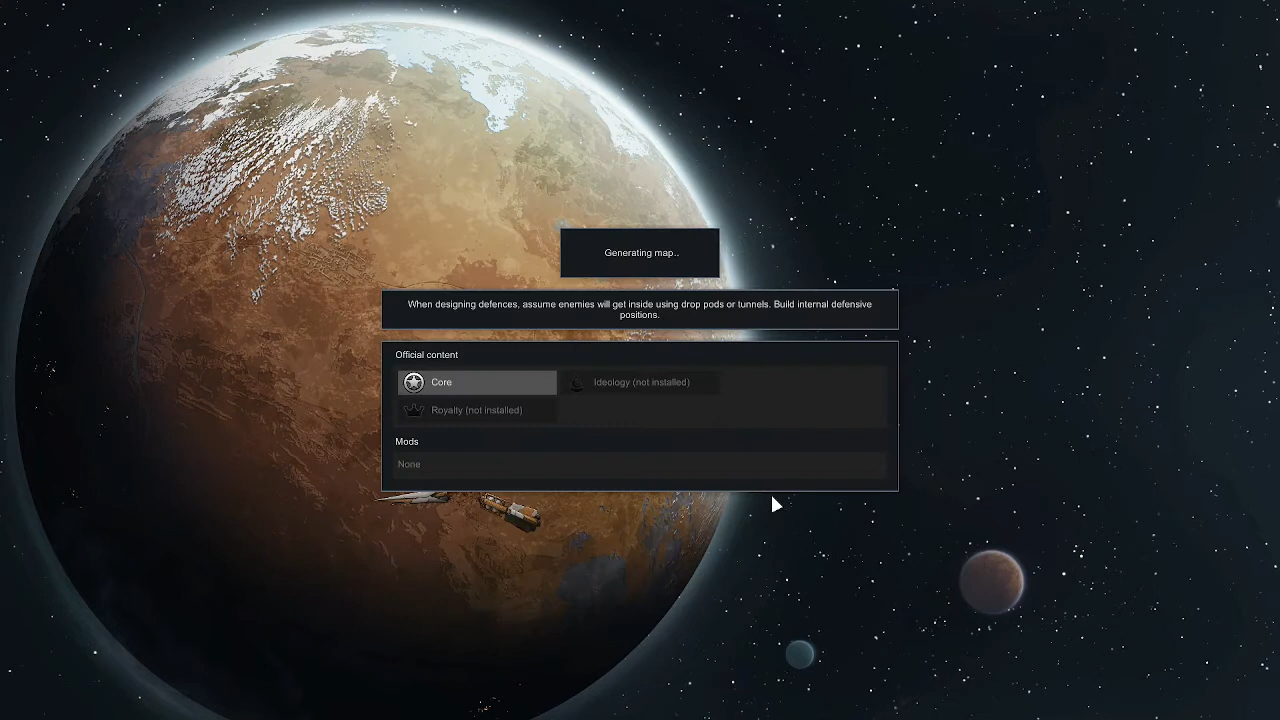 Generating map..
When designing defences, assume enemies will get inside using drop pods or tunnels. Build internal defensive
positions.
Official content
Core
Ideology (not installed)
Royalty (not installed)
Mods
None